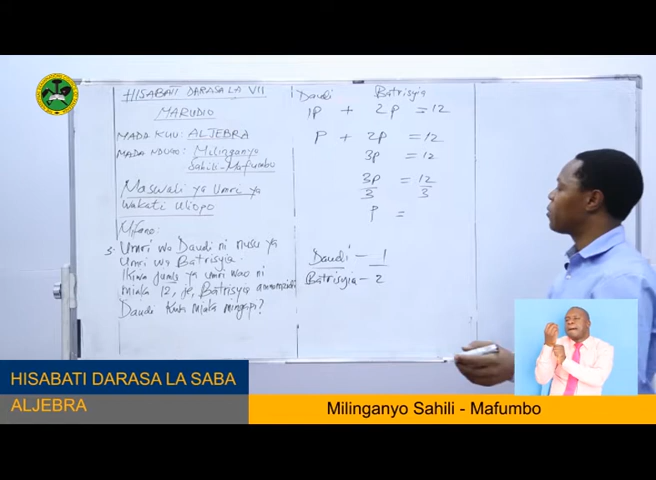 HISABATI DARASA LA VII
MARUDIO
MADA KUU: ALJEBRA
MADA NDOGO: Milinganyo
Sahili - Mafumbo
Maswali ya Umri ya
Wakati Uliopo
Mfano:
3. Umri wa Daudi ni nusu ya
Umri wa Batrisyia.
Ikiwa jumla ya umri wao ni
miaka 12, je, Batrisyia
Daudi kwa miaka mingapi?
Daudi Batrisyia
1P + 2P = 12
P + 2P = 12
3P = 12
3P = 12
3 3
P =
Daudi - 1
Batrisyia - 2
HISABATI DARASA LA SABA
ALJEBRA
Milinganyo Sahili - Mafumbo